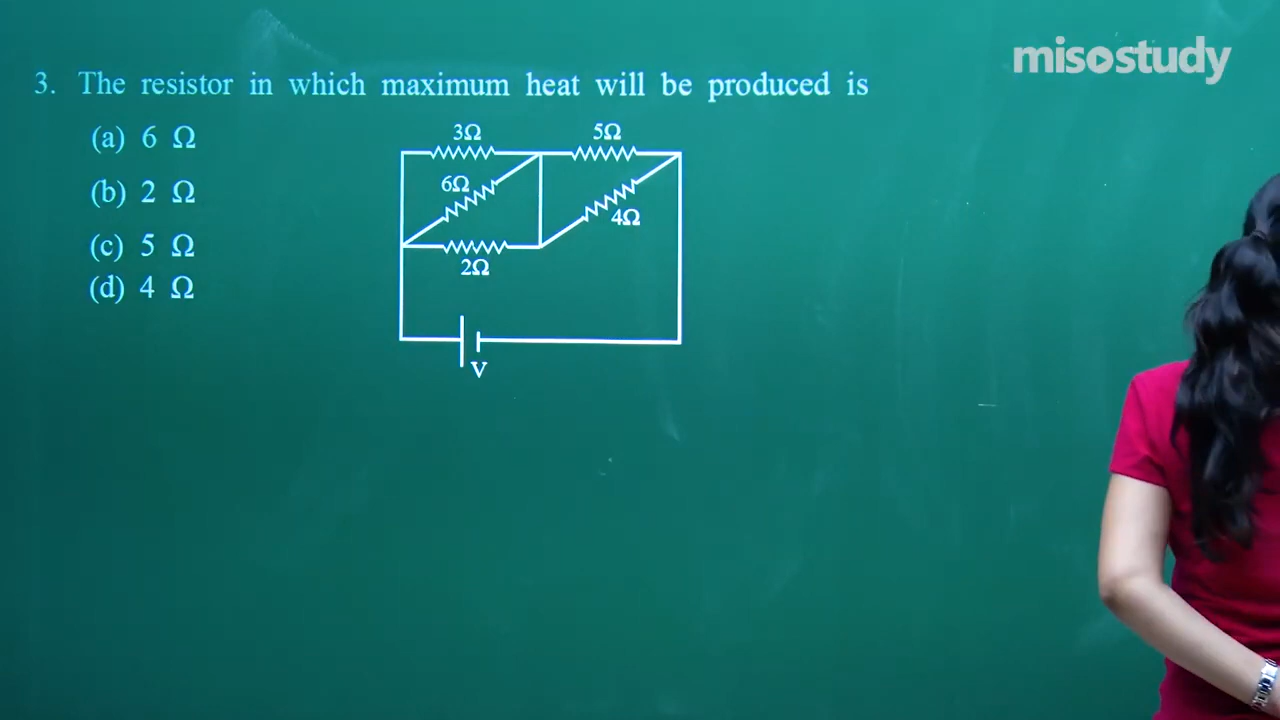 misostudy
3. The resistor in which maximum heat will be produced is
(a) 6 Ω
(b) 2 Ω
(c) 5 Ω
(d) 4 Ω
3Ω
5Ω
6Ω
4Ω
2Ω
V